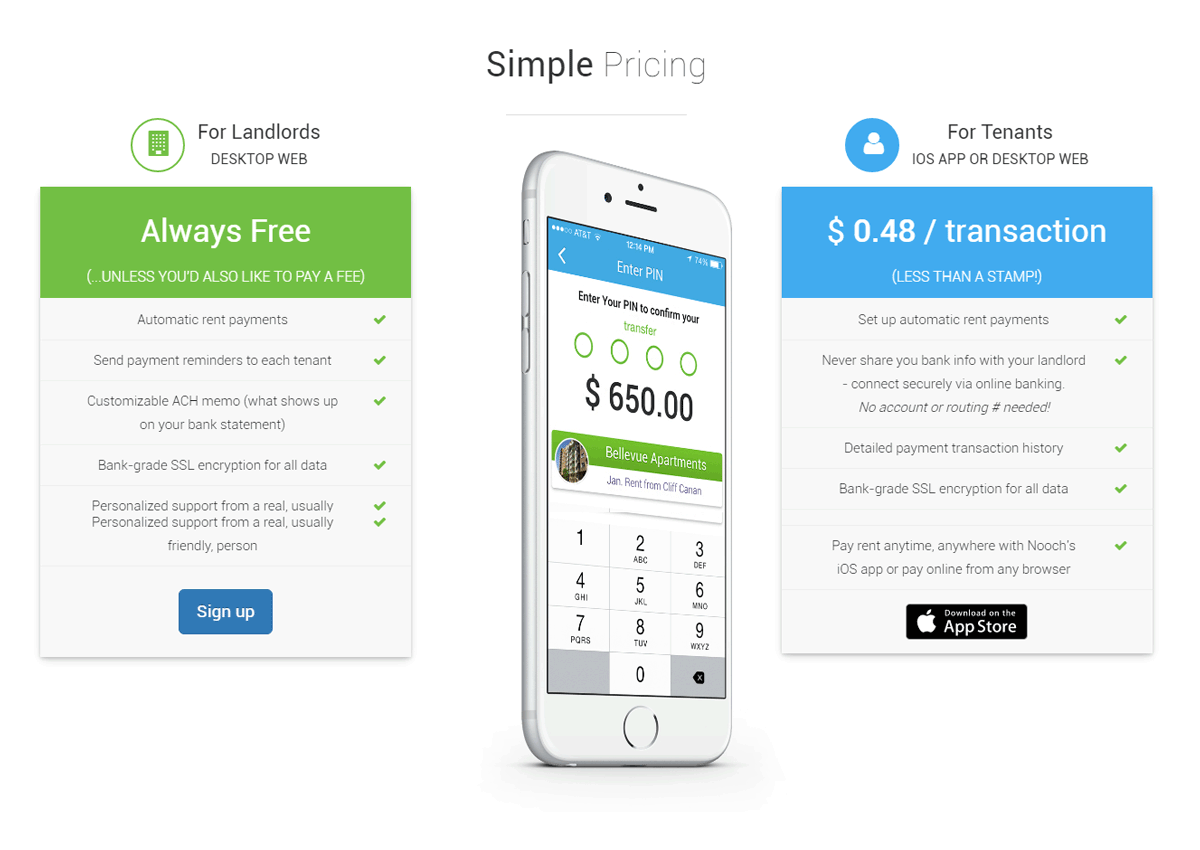 Simple Pricing
For Landlords
DESKTOP WEB
Always Free
(...UNLESS YOU'D ALSO LIKE TO PAY A FEE)
Automatic rent payments
Send payment reminders to each tenant
Customizable ACH memo (what shows up
on your bank statement)
Bank-grade SSL encryption for all data
Personalized support from a real, usually
Personalized support from a real, usually
friendly, person
Sign up
AT&T 12:14 PM 74%
Enter PIN
Enter Your PIN to confirm your
transfer
$ 650.00
Bellevue Apartments
Jan. Rent from Cliff Canan
1 2 3
ABC DEF
4 5 6
GHI JKL MNO
7 8 9
PQRS TUV WXYZ
0
For Tenants
IOS APP OR DESKTOP WEB
$ 0.48 / transaction
(LESS THAN A STAMP!)
Set up automatic rent payments
Never share you bank info with your landlord
- connect securely via online banking.
No account or routing # needed!
Detailed payment transaction history
Bank-grade SSL encryption for all data
Pay rent anytime, anywhere with Nooch's
iOS app or pay online from any browser
Download on the
App Store